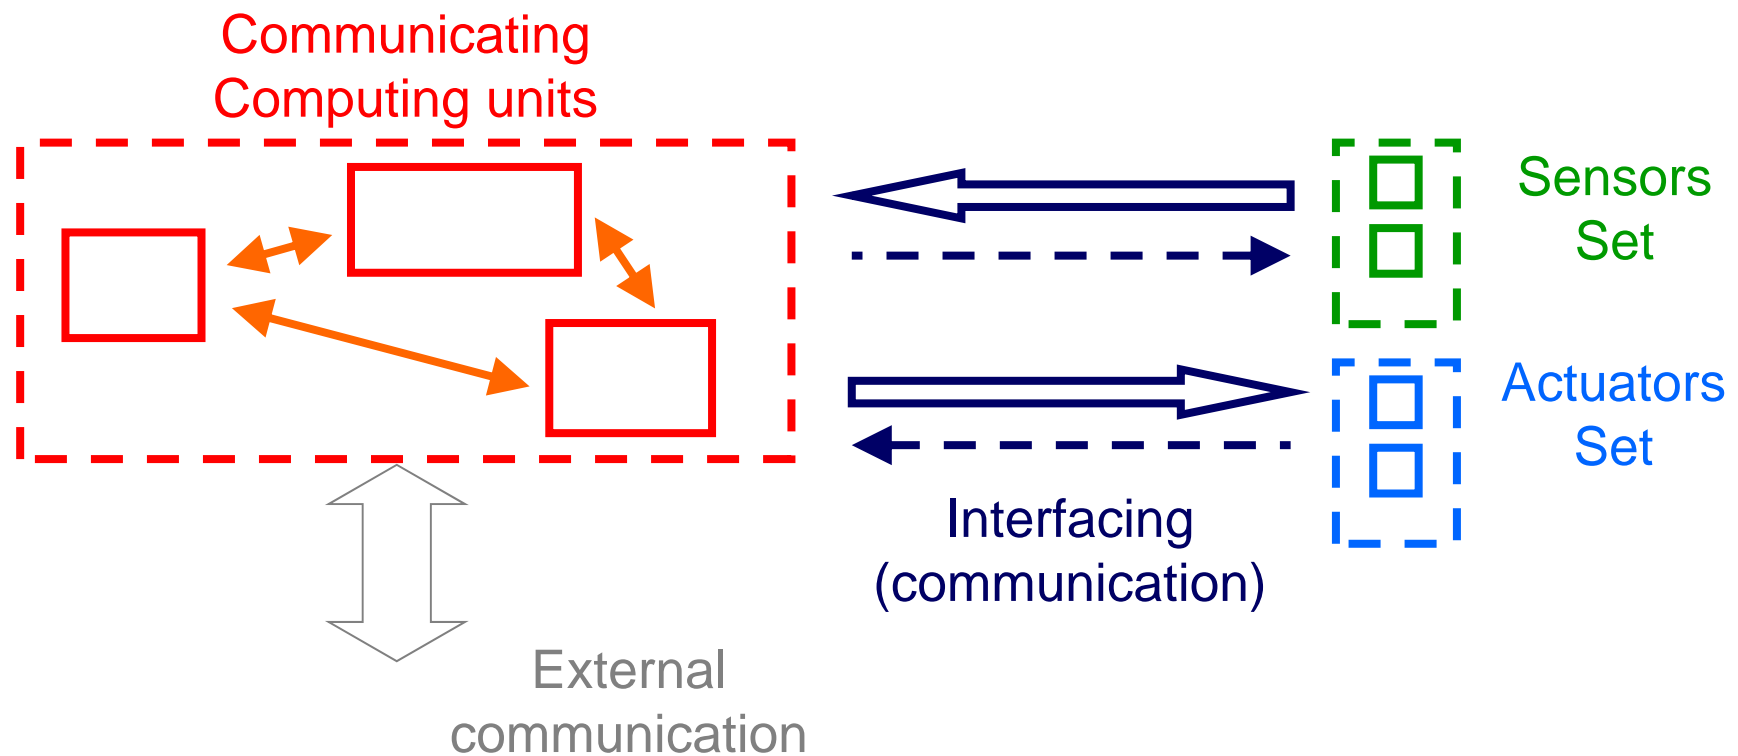 Communicating
Computing units
Sensors
Set
Actuators
Set
Interfacing
(communication)
External
communication